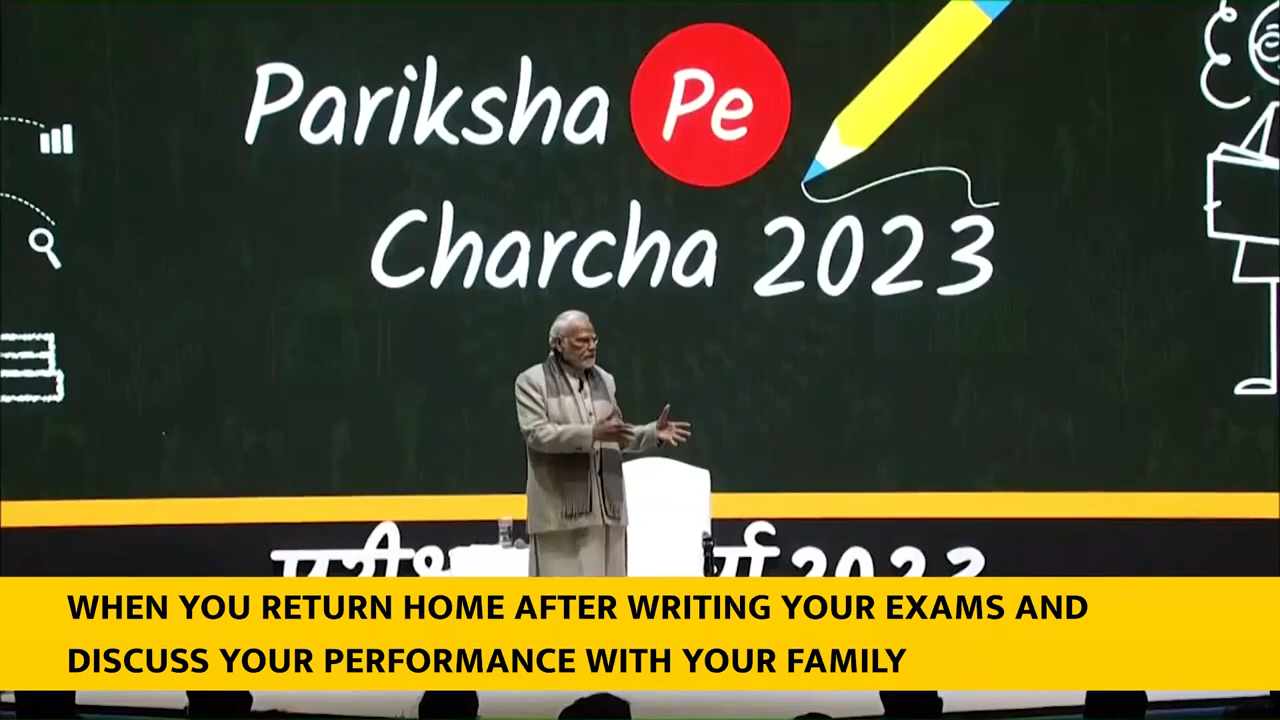 Pariksha Pe
Charcha 2023
2023
WHEN YOU RETURN HOME AFTER WRITING YOUR EXAMS AND
DISCUSS YOUR PERFORMANCE WITH YOUR FAMILY